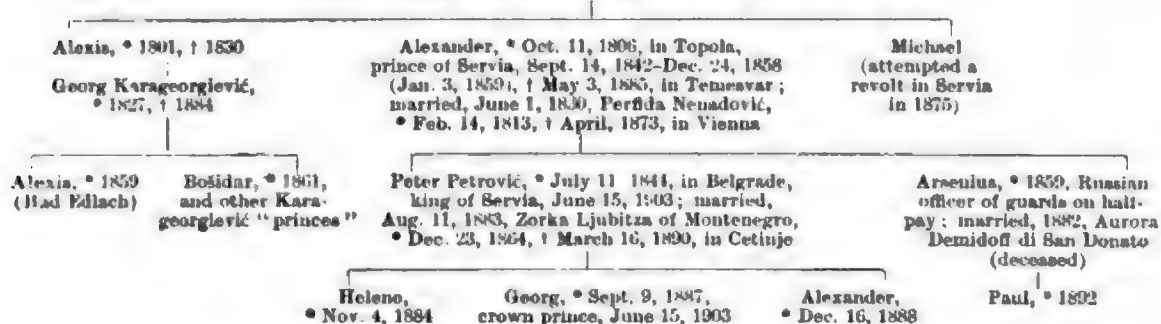 Alexis, * 1801, † 1830
Georg Karageorgiević,
* 1827, † 1884
Alexander, * Oct. 11, 1806, in Topola,
prince of Servia, Sept. 14, 1842-Dec. 24, 1858
(Jan. 3, 1859), † May 3, 1885, in Temesvar;
married, June 1, 1830, Persida Nenadović,
* Feb. 14, 1813, † April, 1873, in Vienna
Michael
(attempted a
revolt in Servia
in 1875)
Alexis, * 1859
(Bad Edlach)
Bošidar, * 1861,
and other Kara-
georgiević "princes"
Peter Petrović, * July 11 1844, in Belgrade,
king of Servia, June 15, 1903; married,
Aug. 11, 1883, Zorka Ljubitza of Montenegro,
* Dec. 23, 1864, † March 16, 1890, in Cetinje
Arsenius, * 1859, Russian
officer of guards on half-
pay; married, 1892, Aurora
Demidoff di San Donato
(deceased)
Helene,
* Nov. 4, 1884
Georg, * Sept. 9, 1887,
crown prince, June 15, 1903
Alexander,
* Dec. 16, 1888
Paul, * 1892